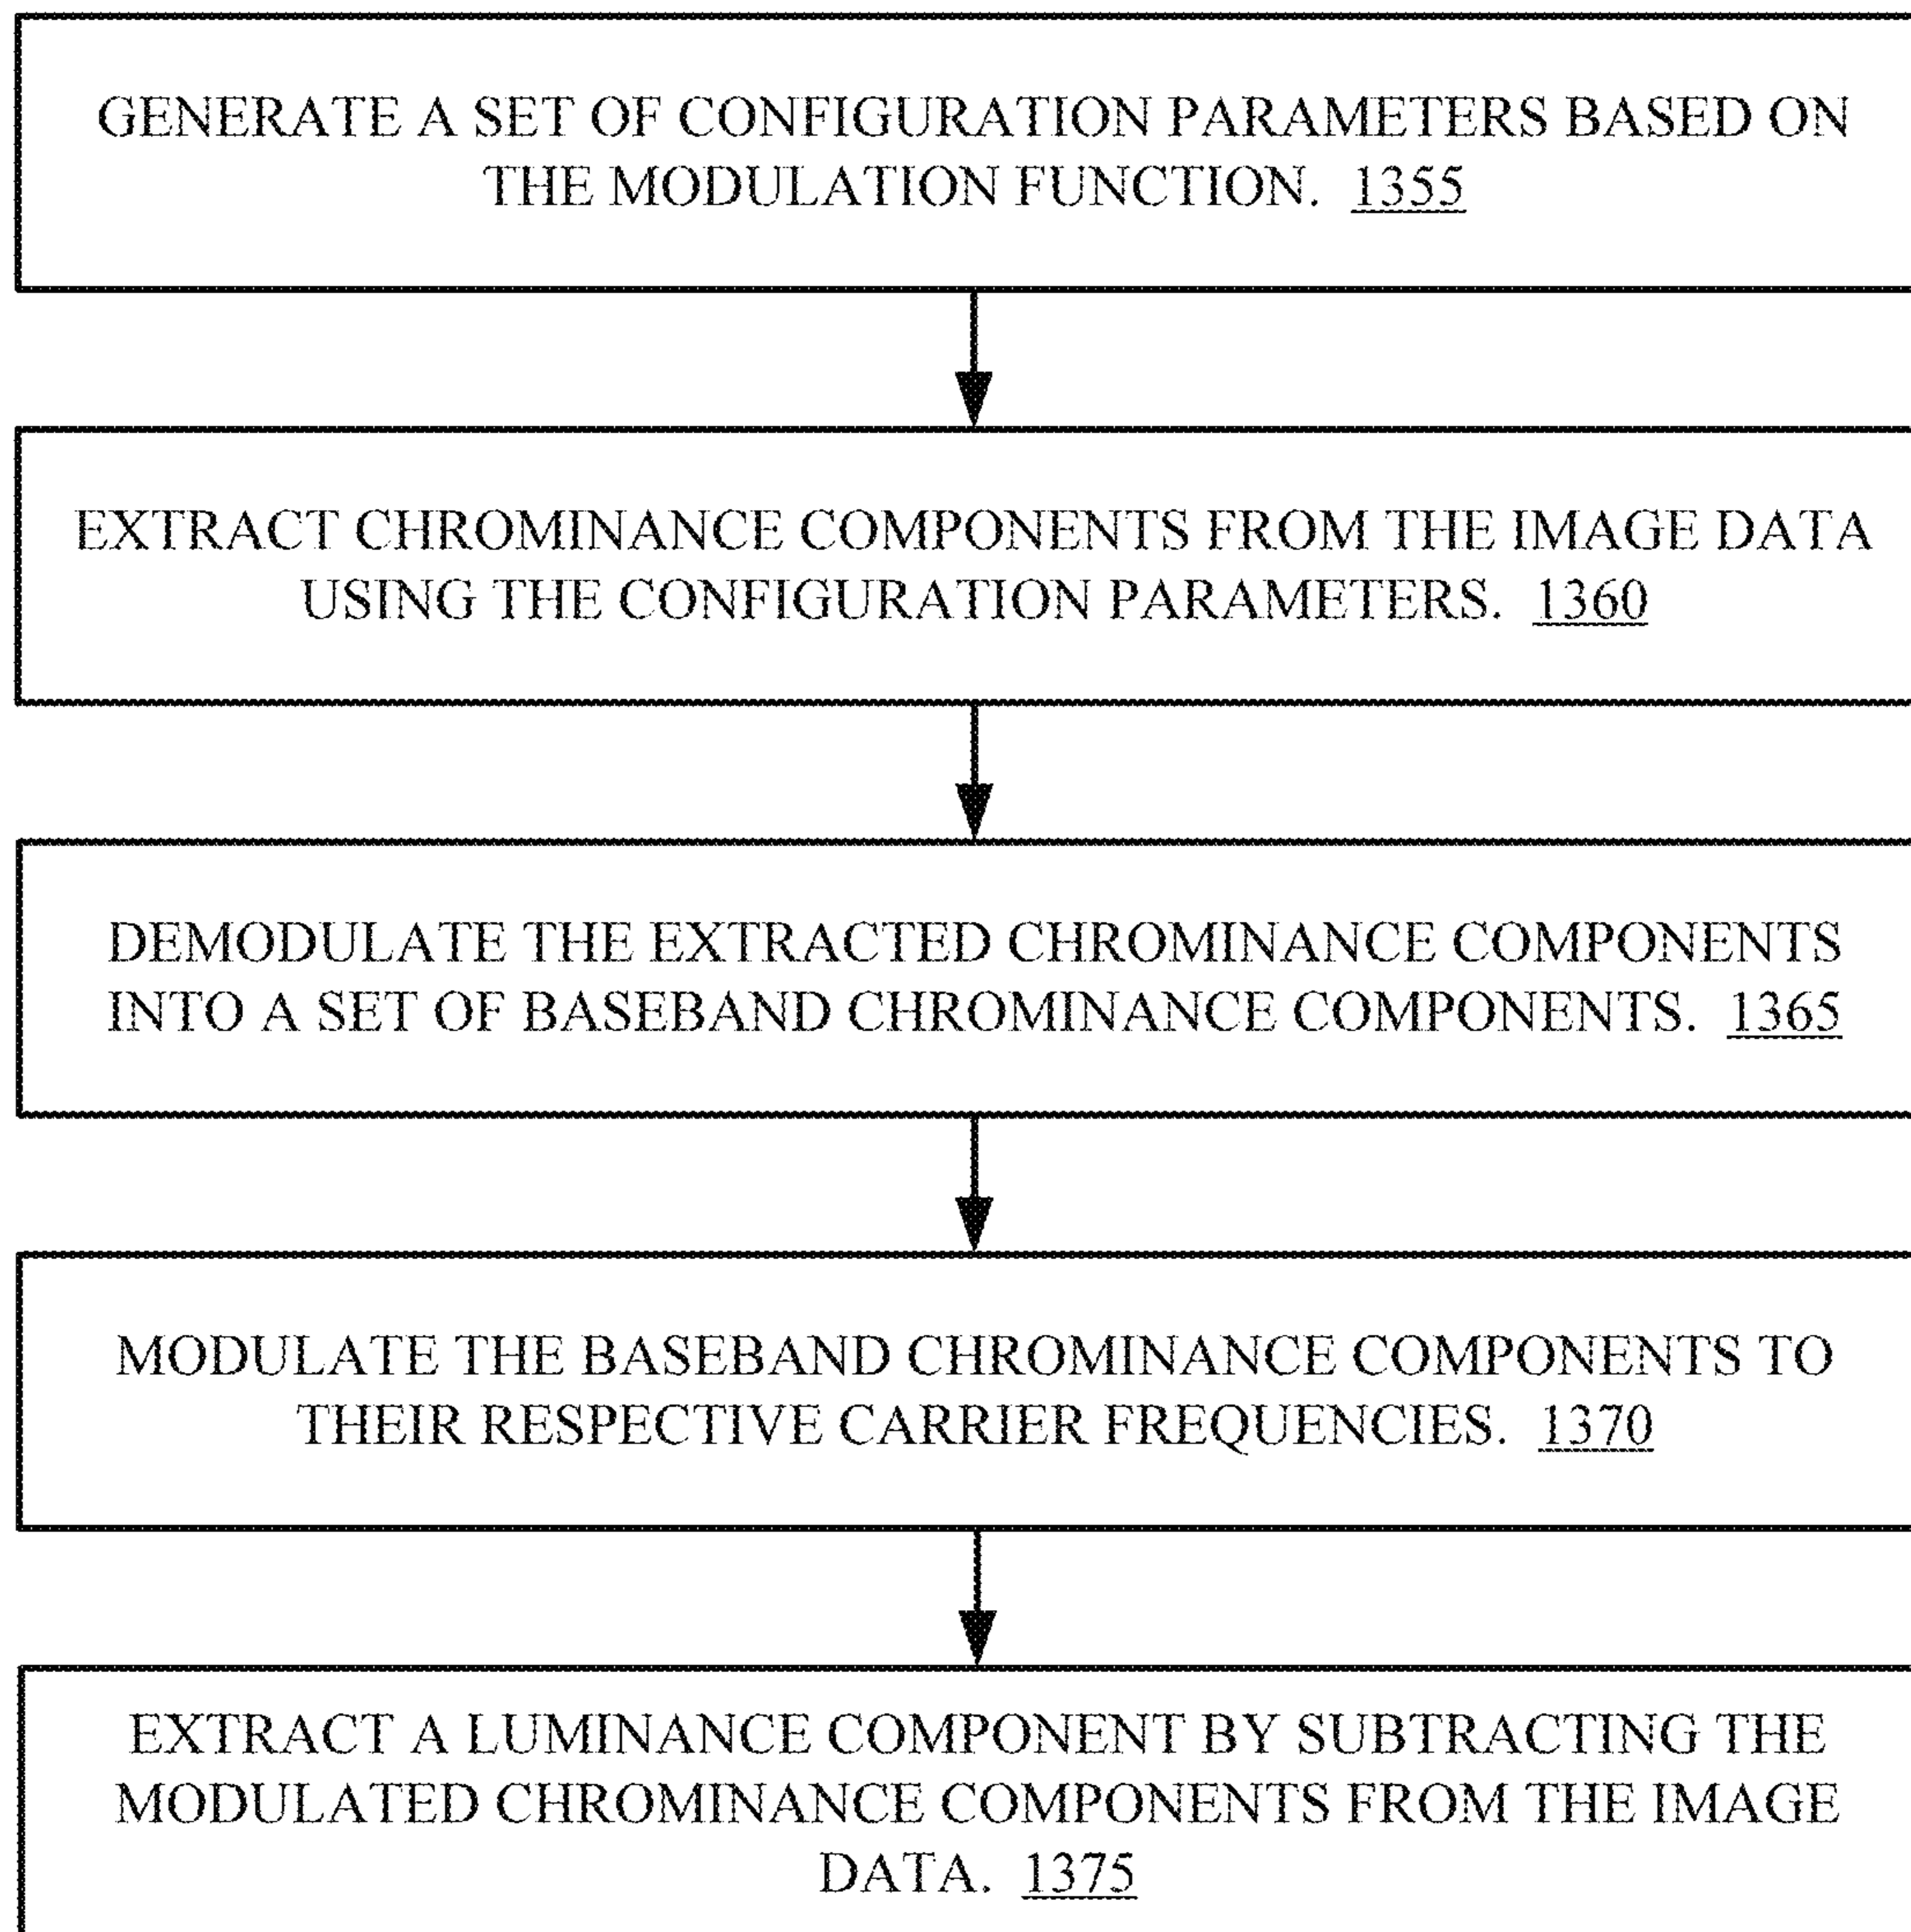 GENERATE A SET OF CONFIGURATION PARAMETERS BASED ON
THE MODULATION FUNCTION. 1355
EXTRACT CHROMINANCE COMPONENTS FROM THE IMAGE DATA
USING THE CONFIGURATION PARAMETERS. 1360
DEMODULATE THE EXTRACTED CHROMINANCE COMPONENTS
INTO A SET OF BASEBAND CHROMINANCE COMPONENTS. 1365
MODULATE THE BASEBAND CHROMINANCE COMPONENTS TO
THEIR RESPECTIVE CARRIER FREQUENCIES. 1370
EXTRACT A LUMINANCE COMPONENT BY SUBTRACTING THE
MODULATED CHROMINANCE COMPONENTS FROM THE IMAGE
DATA. 1375